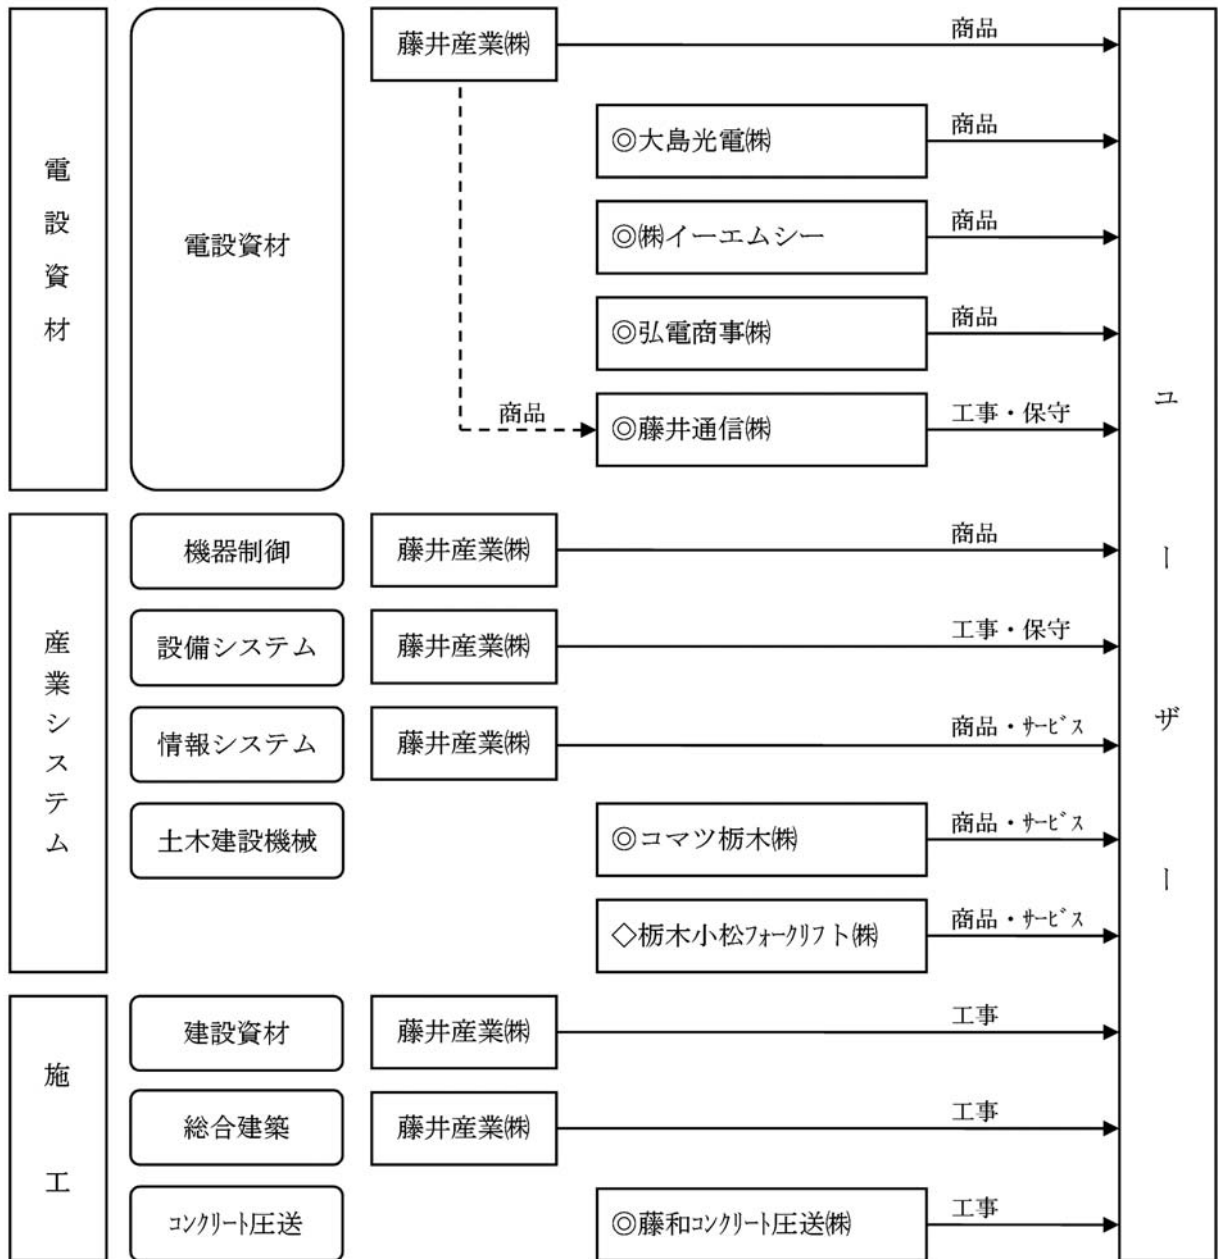 電設資材
電設資材
藤井産業㈱
商品
◎大島光電㈱
商品
◎㈱イーエムシー
商品
◎弘電商事㈱
商品
商品
◎藤井通信㈱
工事・保守
産業システム
機器制御
藤井産業㈱
商品
設備システム
藤井産業㈱
工事・保守
情報システム
藤井産業㈱
商品・ｻｰﾋﾞｽ
土木建設機械
◎コマツ栃木㈱
商品・ｻｰﾋﾞｽ
◇栃木小松ﾌｫｰｸﾘﾌﾄ㈱
商品・ｻｰﾋﾞｽ
施工
建設資材
藤井産業㈱
工事
総合建築
藤井産業㈱
工事
ｺﾝｸﾘｰﾄ圧送
◎藤和ｺﾝｸﾘｰﾄ圧送㈱
工事
ユーザー